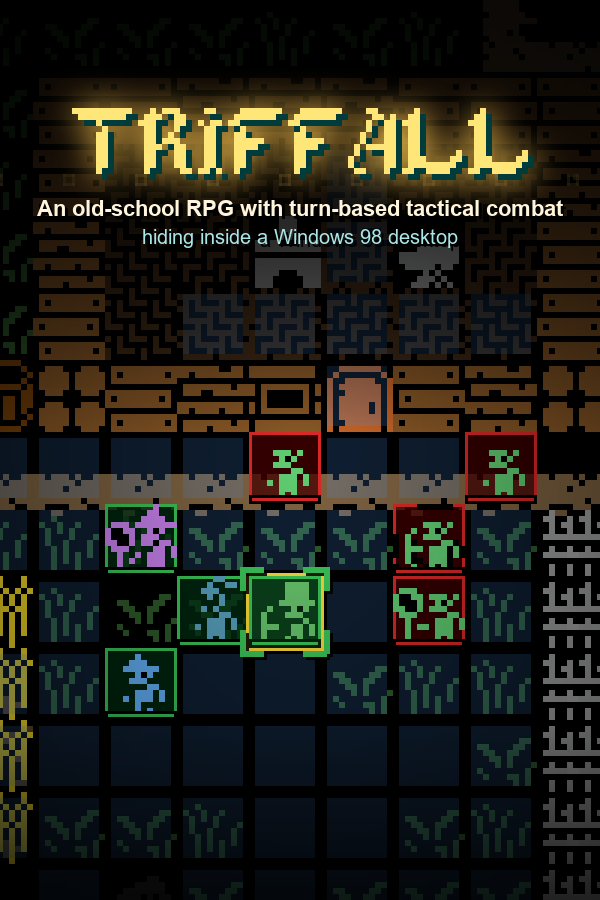 TRIFFALL
An old-school RPG with turn-based tactical combat
hiding inside a Windows 98 desktop